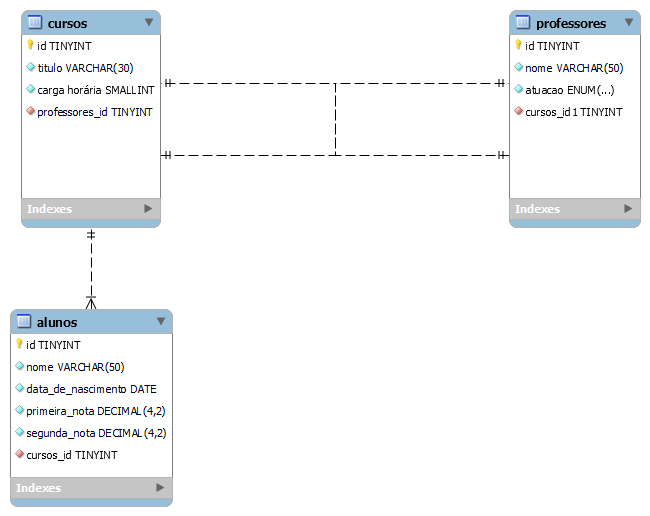 cursos
id TINYINT
titulo VARCHAR(30)
carga horária SMALLINT
professores_id TINYINT
Indexes
professores
id TINYINT
nome VARCHAR(50)
atuacao ENUM(...)
cursos_id1 TINYINT
Indexes
alunos
id TINYINT
nome VARCHAR(50)
data_de_nascimento DATE
primeira_nota DECIMAL(4,2)
segunda_nota DECIMAL(4,2)
cursos_id TINYINT
Indexes